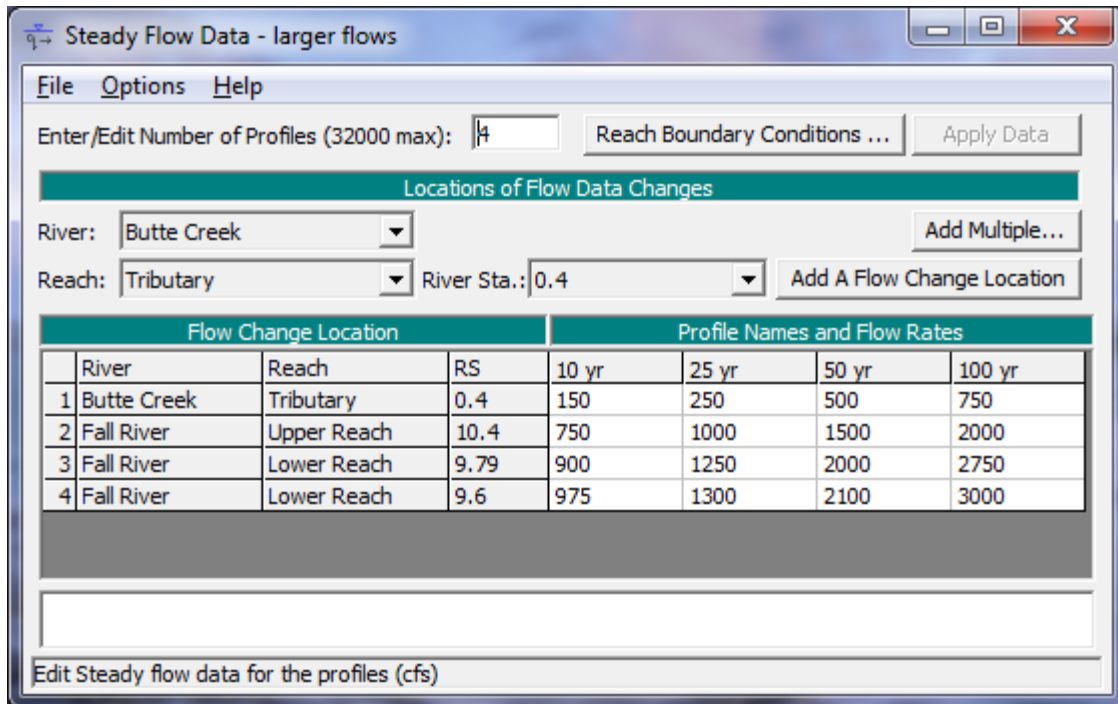 Steady Flow Data - larger flows
File Options Help
Enter/Edit Number of Profiles (32000 max): 4 Reach Boundary Conditions ... Apply Data
Locations of Flow Data Changes
River: Butte Creek Add Multiple...
Reach: Tributary River Sta.: 0.4 Add A Flow Change Location
Flow Change Location Profile Names and Flow Rates
River Reach RS 10 yr 25 yr 50 yr 100 yr
1 Butte Creek Tributary 0.4 150 250 500 750
2 Fall River Upper Reach 10.4 750 1000 1500 2000
3 Fall River Lower Reach 9.79 900 1250 2000 2750
4 Fall River Lower Reach 9.6 975 1300 2100 3000
Edit Steady flow data for the profiles (cfs)